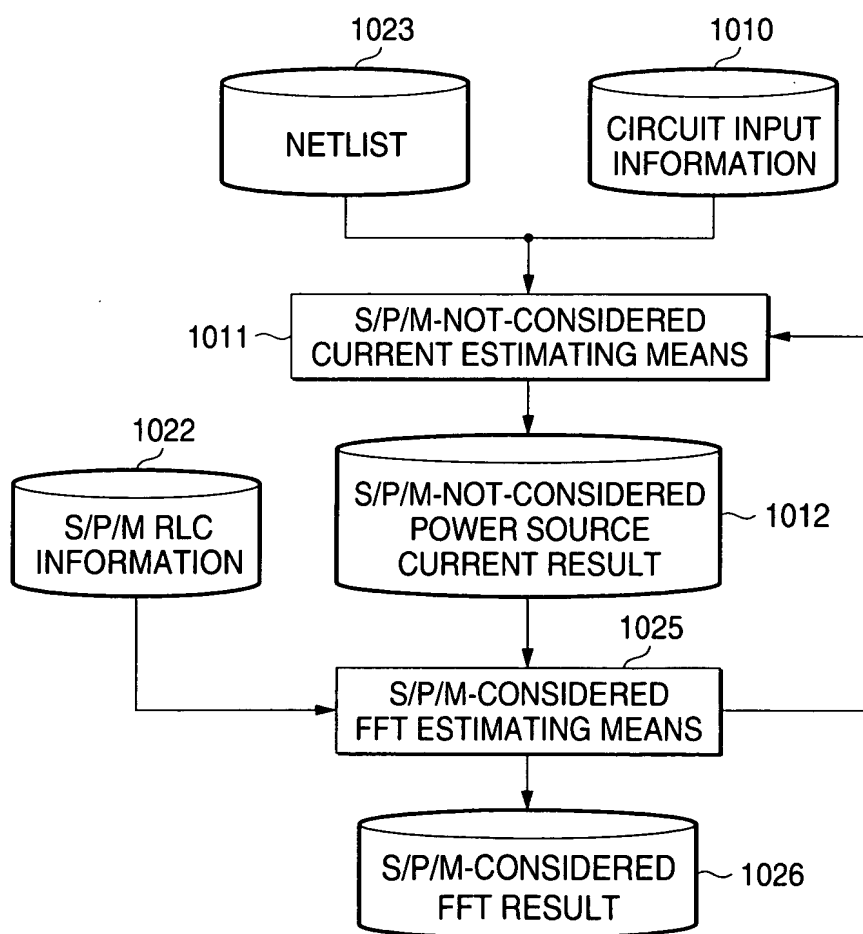 1023
1010
NETLIST
CIRCUIT INPUT
INFORMATION
1011
S/P/M-NOT-CONSIDERED
CURRENT ESTIMATING MEANS
1022
S/P/M RLC
INFORMATION
S/P/M-NOT-CONSIDERED
POWER SOURCE
CURRENT RESULT
1012
1025
S/P/M-CONSIDERED
FFT ESTIMATING MEANS
S/P/M-CONSIDERED
FFT RESULT
1026